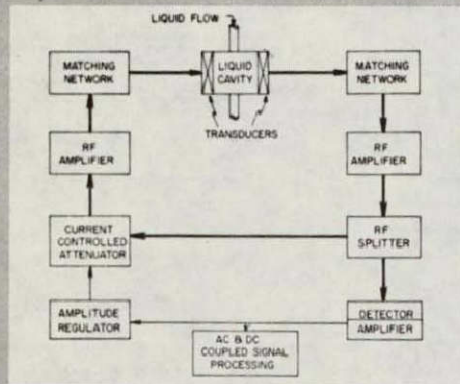 LIQUID FLOW
MATCHING
NETWORK
LIQUID
CAVITY
MATCHING
NETWORK
TRANSDUCERS
RF
AMPLIFIER
RF
AMPLIFIER
CURRENT
CONTROLLED
ATTENUATOR
RF
SPLITTER
AMPLITUDE
REGULATOR
DETECTOR
AMPLIFIER
AC & DC
COUPLED SIGNAL
PROCESSING